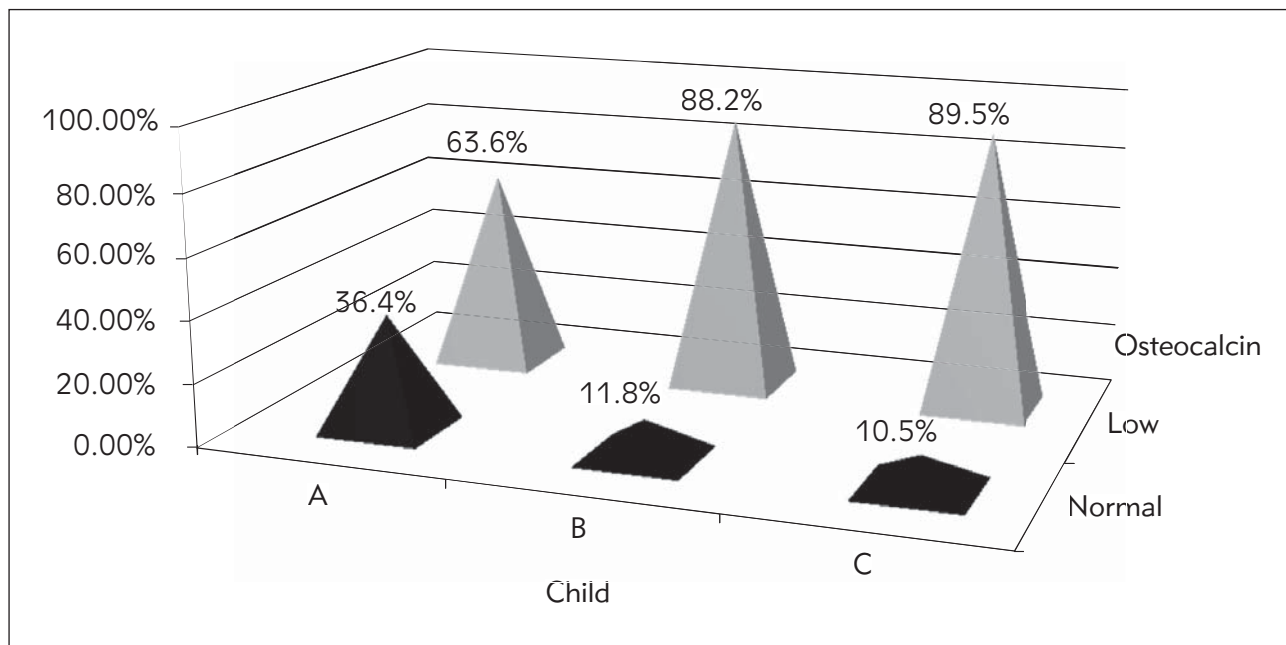 88.2%
89.5%
100.00%
63.6%
80.00%
60.00%
36.4%
40.00%
Osteocalcin
20.00%
11.8%
Low
10.5%
0.00%
Normal
A
B
C
Child